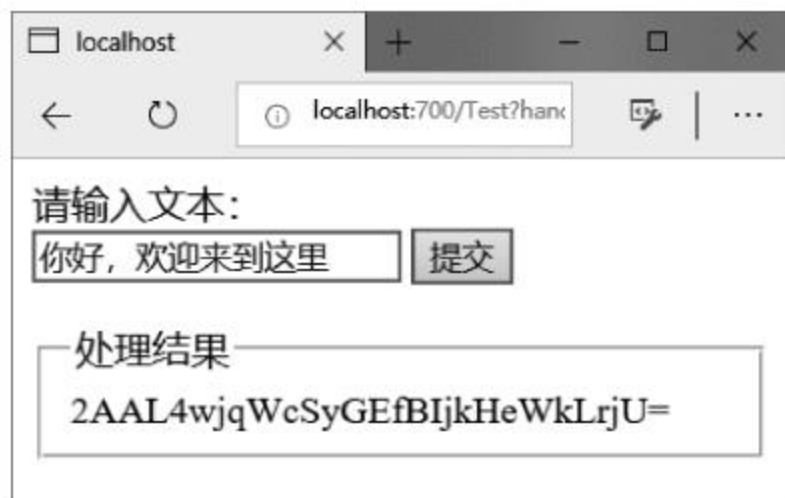 localhost
localhost:700/Test?hand
请输入文本：
你好，欢迎来到这里 提交
处理结果
2AAL4wjqWcSyGEfBIjkHeWkLrjU=